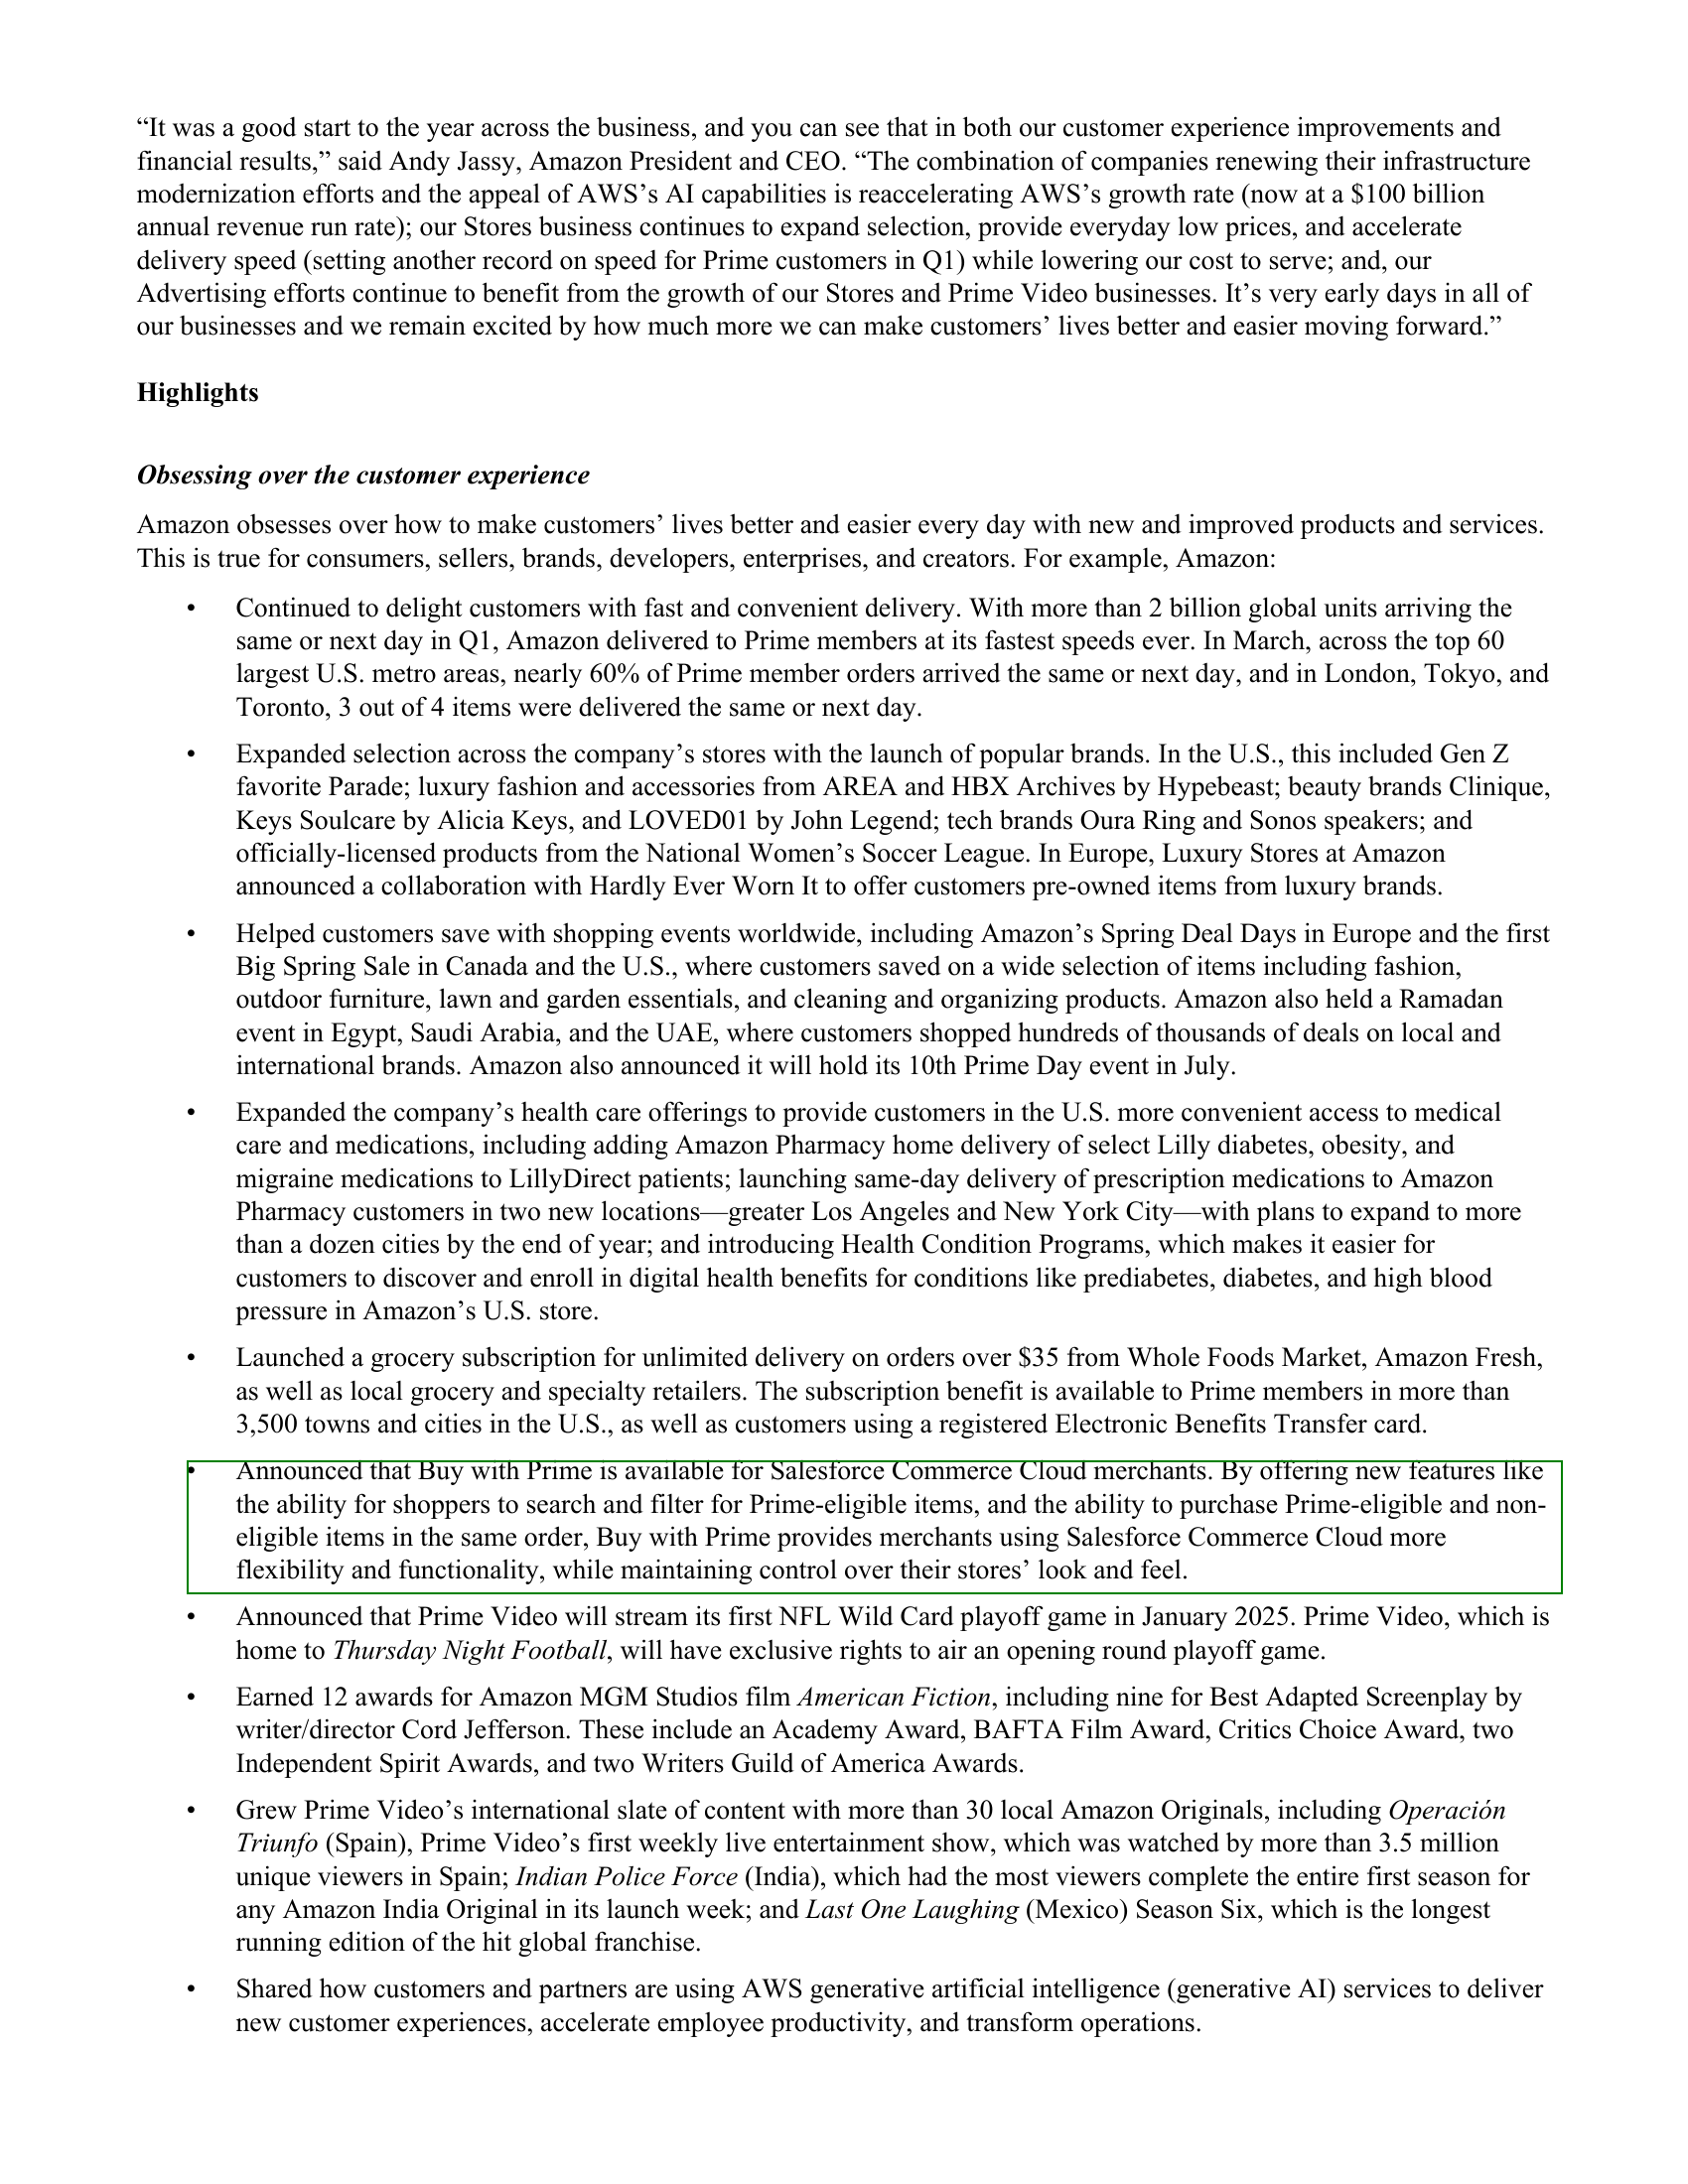 “It was a good start to the year across the business, and you can see that in both our customer experience improvements and
financial results,” said Andy Jassy, Amazon President and CEO. “The combination of companies renewing their infrastructure
modernization efforts and the appeal of AWS’s AI capabilities is reaccelerating AWS’s growth rate (now at a $100 billion
annual revenue run rate); our Stores business continues to expand selection, provide everyday low prices, and accelerate
delivery speed (setting another record on speed for Prime customers in Q1) while lowering our cost to serve; and, our
Advertising efforts continue to benefit from the growth of our Stores and Prime Video businesses. It’s very early days in all of
our businesses and we remain excited by how much more we can make customers’ lives better and easier moving forward.”
Highlights
Obsessing over the customer experience
Amazon obsesses over how to make customers’ lives better and easier every day with new and improved products and services.
This is true for consumers, sellers, brands, developers, enterprises, and creators. For example, Amazon:
• Continued to delight customers with fast and convenient delivery. With more than 2 billion global units arriving the
same or next day in Q1, Amazon delivered to Prime members at its fastest speeds ever. In March, across the top 60
largest U.S. metro areas, nearly 60% of Prime member orders arrived the same or next day, and in London, Tokyo, and
Toronto, 3 out of 4 items were delivered the same or next day.
• Expanded selection across the company’s stores with the launch of popular brands. In the U.S., this included Gen Z
favorite Parade; luxury fashion and accessories from AREA and HBX Archives by Hypebeast; beauty brands Clinique,
Keys Soulcare by Alicia Keys, and LOVED01 by John Legend; tech brands Oura Ring and Sonos speakers; and
officially-licensed products from the National Women’s Soccer League. In Europe, Luxury Stores at Amazon
announced a collaboration with Hardly Ever Worn It to offer customers pre-owned items from luxury brands.
• Helped customers save with shopping events worldwide, including Amazon’s Spring Deal Days in Europe and the first
Big Spring Sale in Canada and the U.S., where customers saved on a wide selection of items including fashion,
outdoor furniture, lawn and garden essentials, and cleaning and organizing products. Amazon also held a Ramadan
event in Egypt, Saudi Arabia, and the UAE, where customers shopped hundreds of thousands of deals on local and
international brands. Amazon also announced it will hold its 10th Prime Day event in July.
• Expanded the company’s health care offerings to provide customers in the U.S. more convenient access to medical
care and medications, including adding Amazon Pharmacy home delivery of select Lilly diabetes, obesity, and
migraine medications to LillyDirect patients; launching same-day delivery of prescription medications to Amazon
Pharmacy customers in two new locations—greater Los Angeles and New York City—with plans to expand to more
than a dozen cities by the end of year; and introducing Health Condition Programs, which makes it easier for
customers to discover and enroll in digital health benefits for conditions like prediabetes, diabetes, and high blood
pressure in Amazon’s U.S. store.
• Launched a grocery subscription for unlimited delivery on orders over $35 from Whole Foods Market, Amazon Fresh,
as well as local grocery and specialty retailers. The subscription benefit is available to Prime members in more than
3,500 towns and cities in the U.S., as well as customers using a registered Electronic Benefits Transfer card.
• Announced that Buy with Prime is available for Salesforce Commerce Cloud merchants. By offering new features like
the ability for shoppers to search and filter for Prime-eligible items, and the ability to purchase Prime-eligible and non-
eligible items in the same order, Buy with Prime provides merchants using Salesforce Commerce Cloud more
flexibility and functionality, while maintaining control over their stores’ look and feel.
• Announced that Prime Video will stream its first NFL Wild Card playoff game in January 2025. Prime Video, which is
home to Thursday Night Football, will have exclusive rights to air an opening round playoff game.
• Earned 12 awards for Amazon MGM Studios film American Fiction, including nine for Best Adapted Screenplay by
writer/director Cord Jefferson. These include an Academy Award, BAFTA Film Award, Critics Choice Award, two
Independent Spirit Awards, and two Writers Guild of America Awards.
• Grew Prime Video’s international slate of content with more than 30 local Amazon Originals, including Operación
Triunfo (Spain), Prime Video’s first weekly live entertainment show, which was watched by more than 3.5 million
unique viewers in Spain; Indian Police Force (India), which had the most viewers complete the entire first season for
any Amazon India Original in its launch week; and Last One Laughing (Mexico) Season Six, which is the longest
running edition of the hit global franchise.
• Shared how customers and partners are using AWS generative artificial intelligence (generative AI) services to deliver
new customer experiences, accelerate employee productivity, and transform operations.